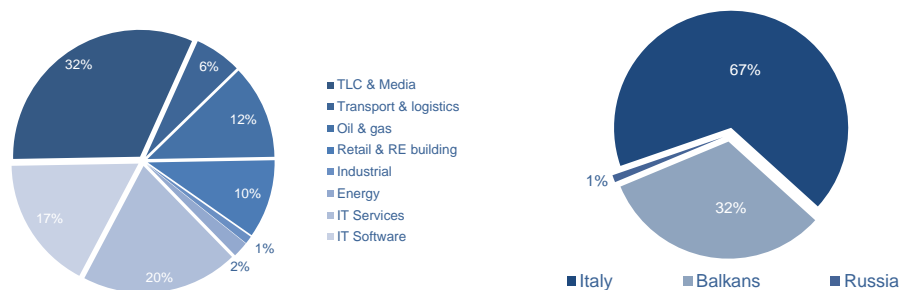 32%
6%
12%
10%
1%
2%
20%
17%
TLC & Media
Transport & logistics
Oil & gas
Retail & RE building
Industrial
Energy
IT Services
IT Software
67%
1%
32%
Italy Balkans Russia